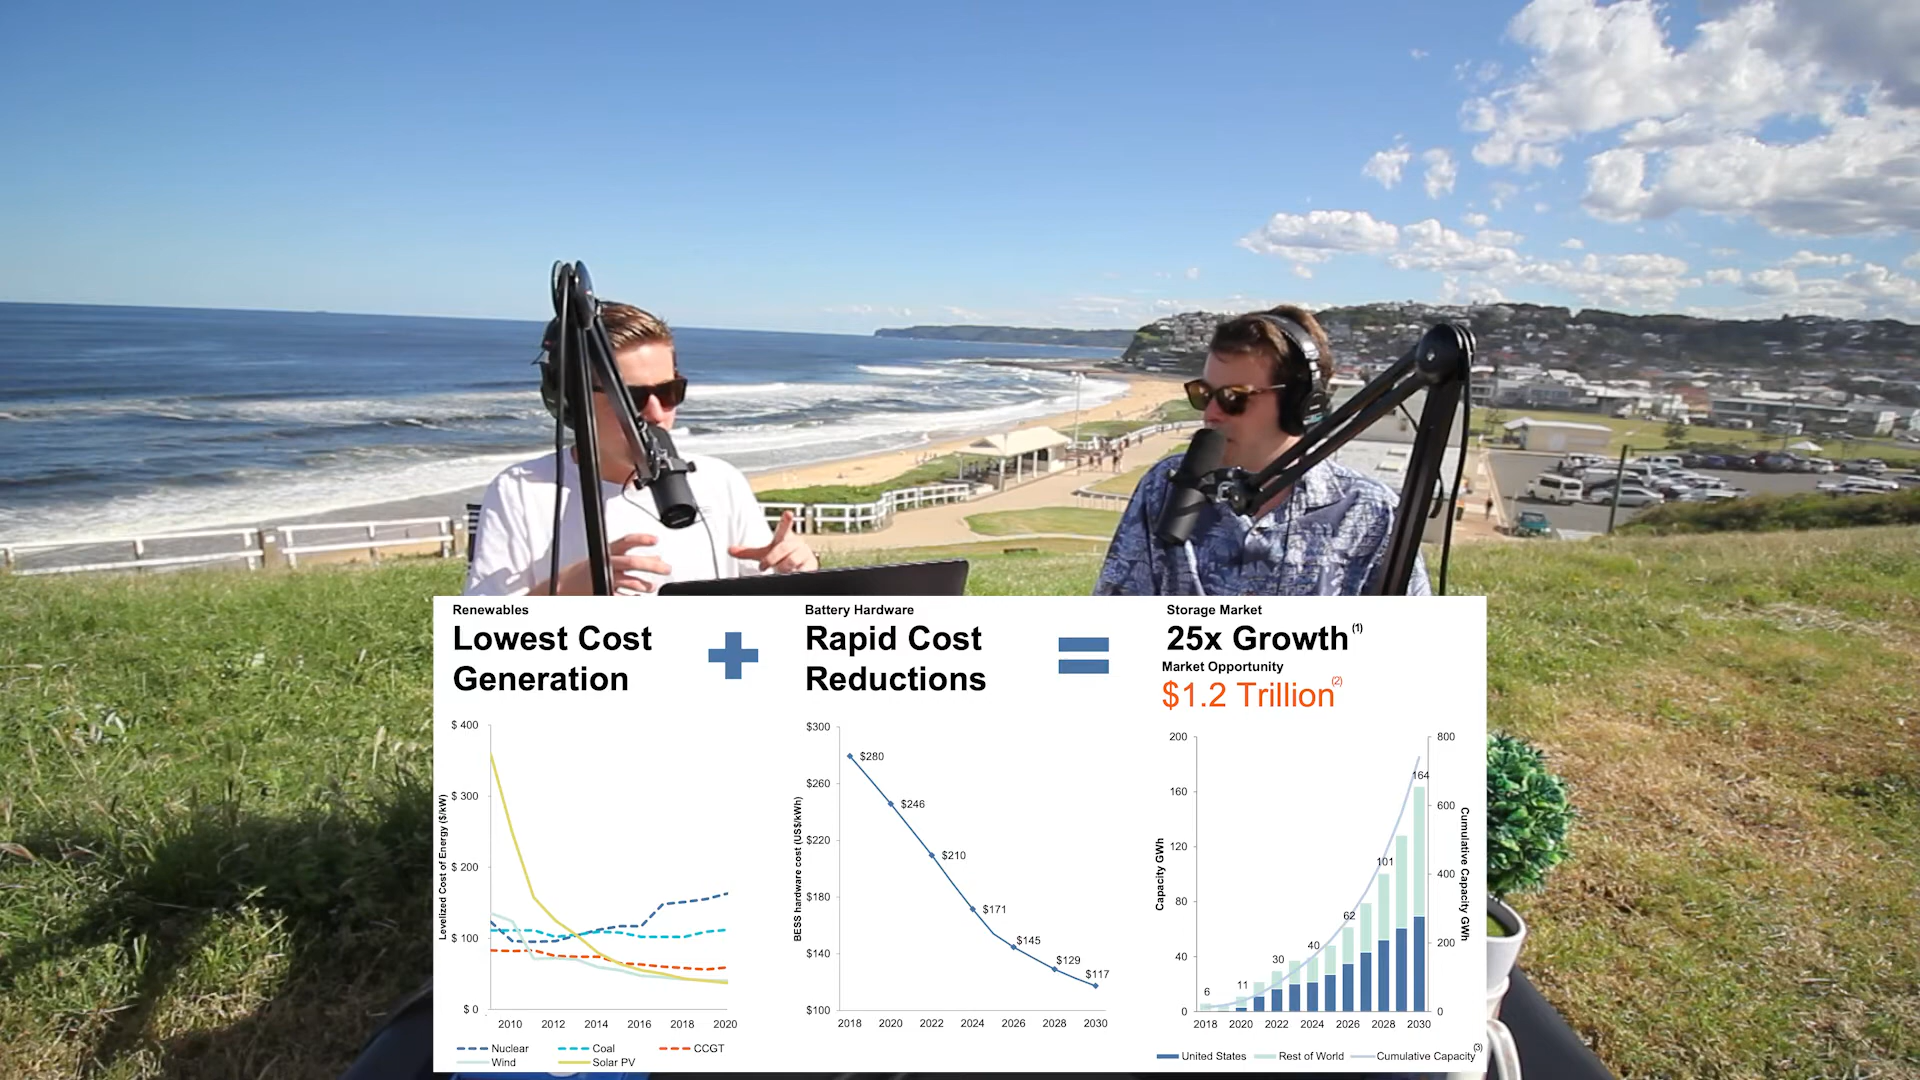 Renewables
Lowest Cost
Generation
$ 400
$ 300
$ 200
$ 100
$ 0
Levelized Cost of Energy ($/kW)
2010 2012 2014 2016 2018 2020
Nuclear Coal CCGT
Wind Solar PV
Battery Hardware
Rapid Cost
Reductions
$300
$260
$220
$180
$140
$100
BESS hardware cost (US$/kWh)
$280
$246
$210
$171
$145
$129
$117
2018 2020 2022 2024 2026 2028 2030
Storage Market
25x Growth(1)
Market Opportunity
$1.2 Trillion(2)
200
160
120
80
40
0
Capacity GWh
6
11
30
40
62
101
164
800
600
400
200
0
Cumulative Capacity GWh
2018 2020 2022 2024 2026 2028 2030
United States Rest of World Cumulative Capacity(3)